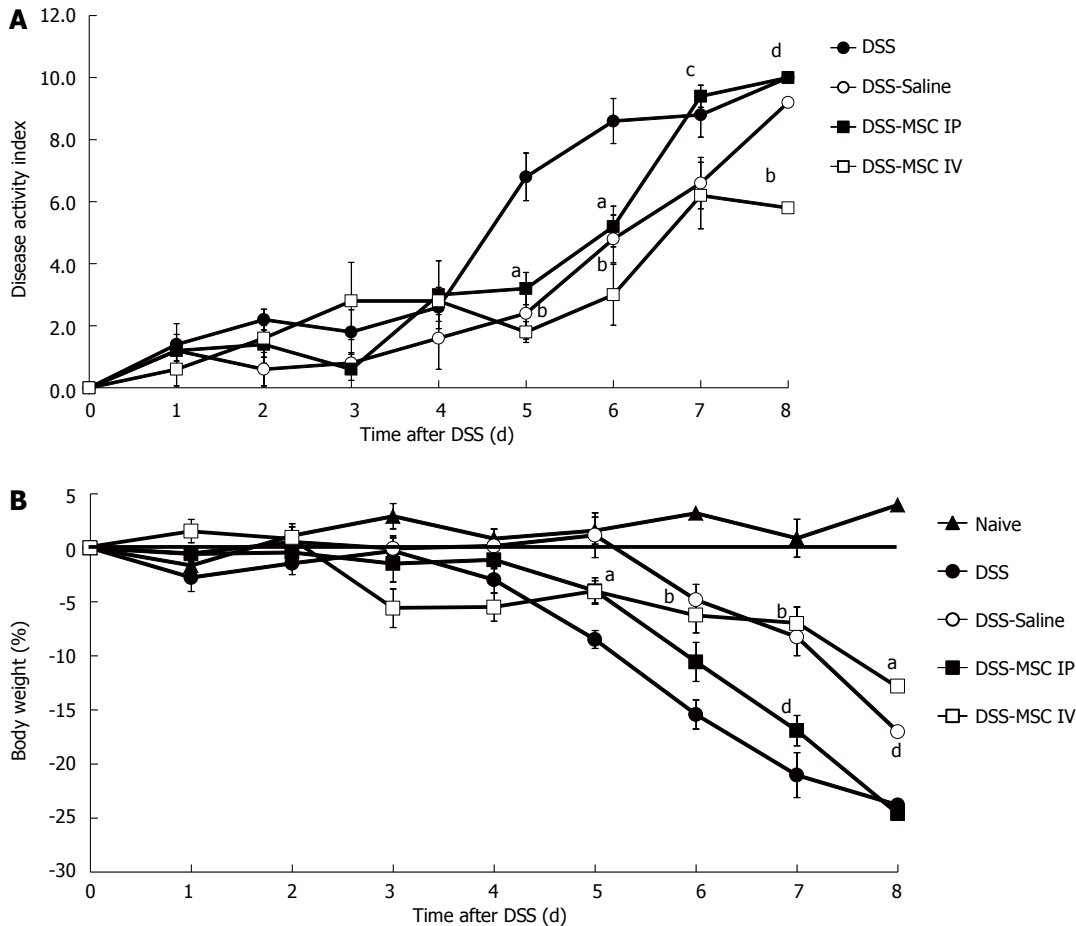 A
12.0
10.0
8.0
6.0
4.0
2.0
0.0
Disease activity index
d
c
b
a
a
b
b
DSS
DSS-Saline
DSS-MSC IP
DSS-MSC IV
0 1 2 3 4 5 6 7 8
Time after DSS (d)
B
5
0
-5
-10
-15
-20
-25
-30
Body weight (%)
a
b
b
a
d
d
Naive
DSS
DSS-Saline
DSS-MSC IP
DSS-MSC IV
0 1 2 3 4 5 6 7 8
Time after DSS (d)